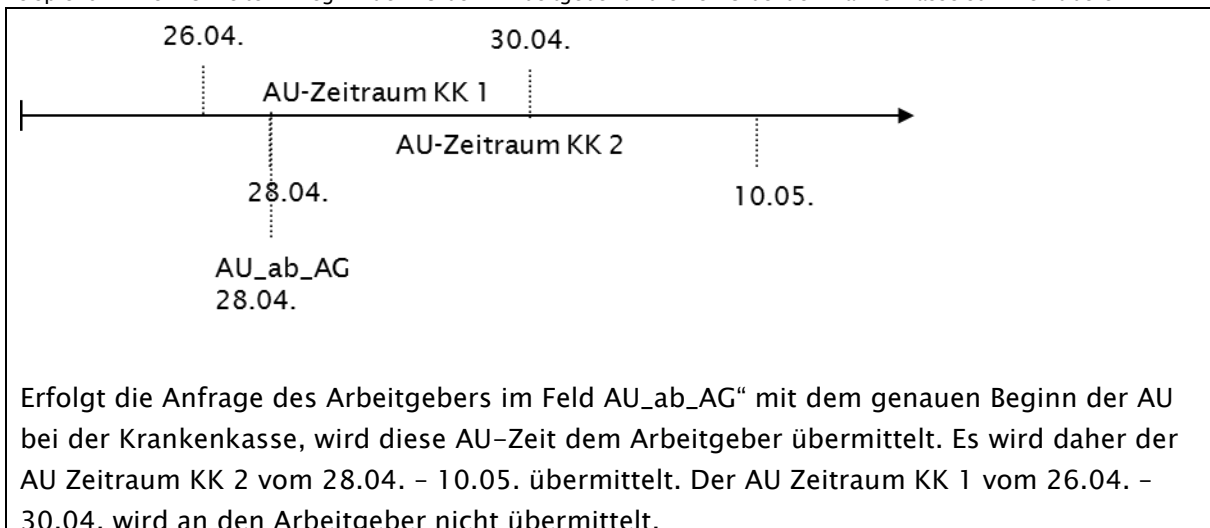 26.04.
30.04.
AU-Zeitraum KK 1
AU-Zeitraum KK 2
28.04.
10.05.
AU_ab_AG
28.04.
Erfolgt die Anfrage des Arbeitgebers im Feld AU_ab_AG“ mit dem genauen Beginn der AU
bei der Krankenkasse, wird diese AU-Zeit dem Arbeitgeber übermittelt. Es wird daher der
AU Zeitraum KK 2 vom 28.04. – 10.05. übermittelt. Der AU Zeitraum KK 1 vom 26.04. –
30.04. wird an den Arbeitgeber nicht übermittelt.